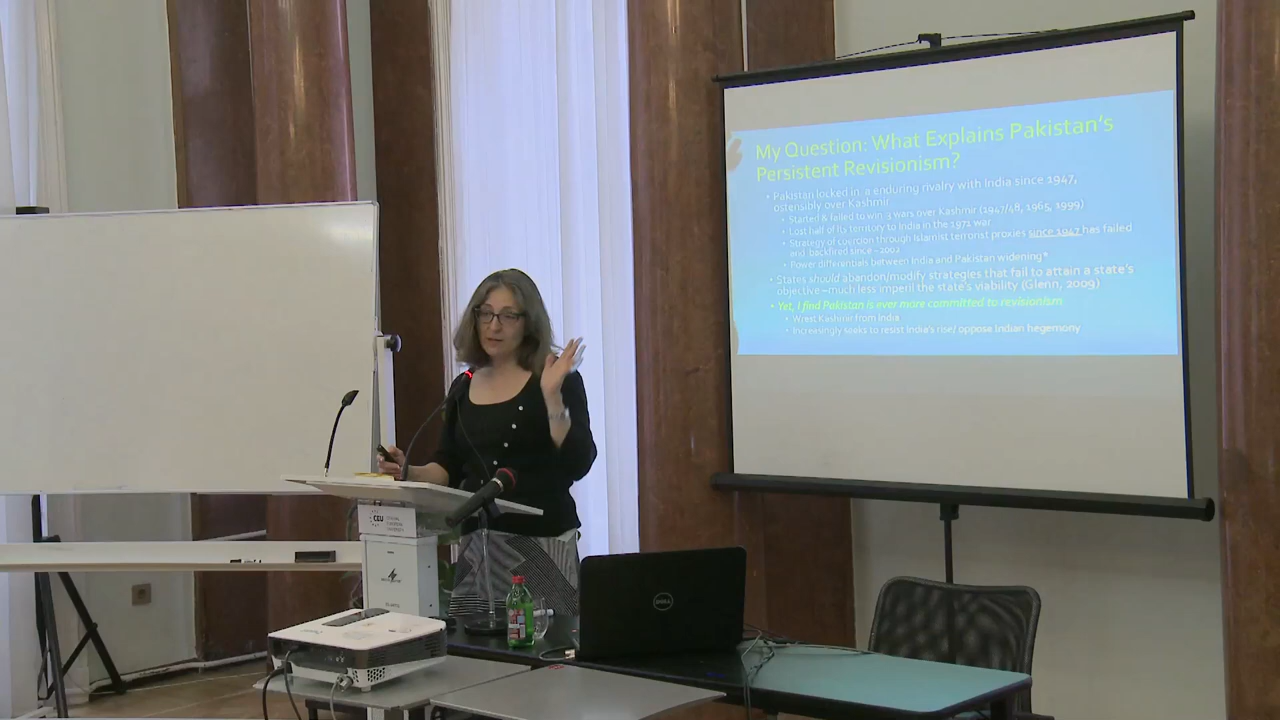 My Question: What Explains Pakistan's
Persistent Revisionism?
• Pakistan locked in a enduring rivalry with India since 1947,
ostensibly over Kashmir
• Started & failed to win 3 wars over Kashmir (1947/48, 1965, 1999)
• Lost half of its territory to India in the 1971 war
• Strategy of coercion through Islamist terrorist proxies since 1947 has failed
and backfired since ~2002
• Power differentials between India and Pakistan widening*
• States should abandon/modify strategies that fail to attain a state's
objective—much less imperil the state's viability (Glenn, 2009)
• Yet, I find Pakistan is ever more committed to revisionism
• Wrest Kashmir from India
• Increasingly seeks to resist India's rise/ oppose Indian hegemony
CEU
DELL